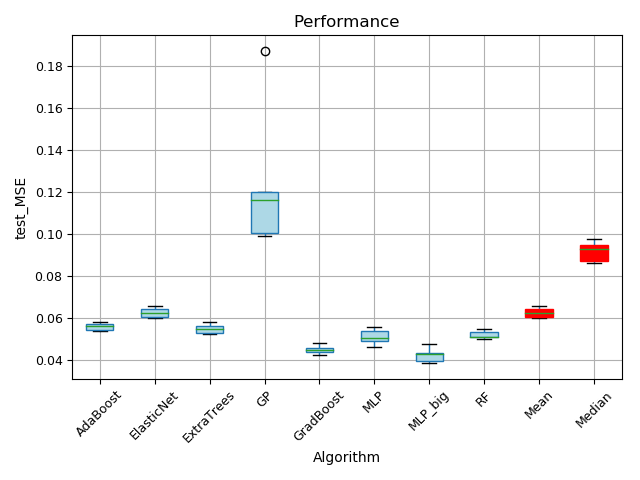 Performance
0.18
0.16
0.14
0.12
0.10
0.08
0.06
0.04
test_MSE
AdaBoost
ElasticNet
ExtraTrees
GP
GradBoost
MLP
MLP_big
RF
Mean
Median
Algorithm